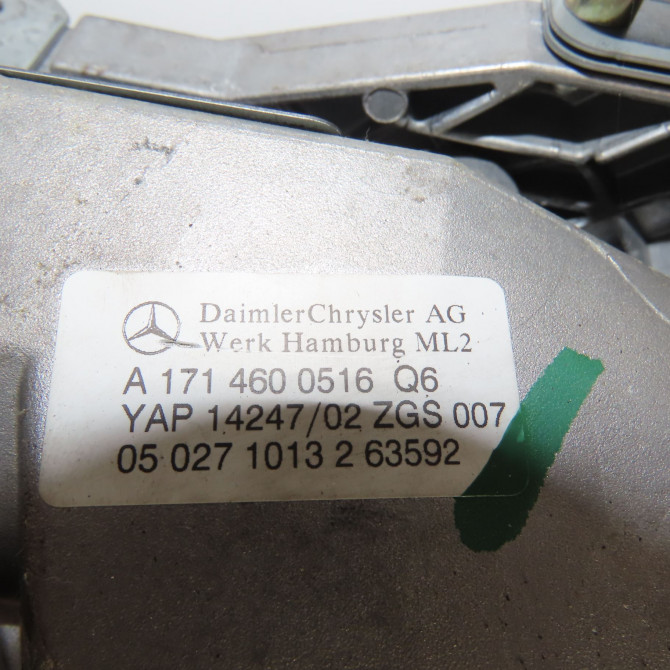 DaimlerChrysler AG
Werk Hamburg ML2
A 171 460 0516 Q6
YAP 14247/02 ZGS 007
05 027 1013 2 63592